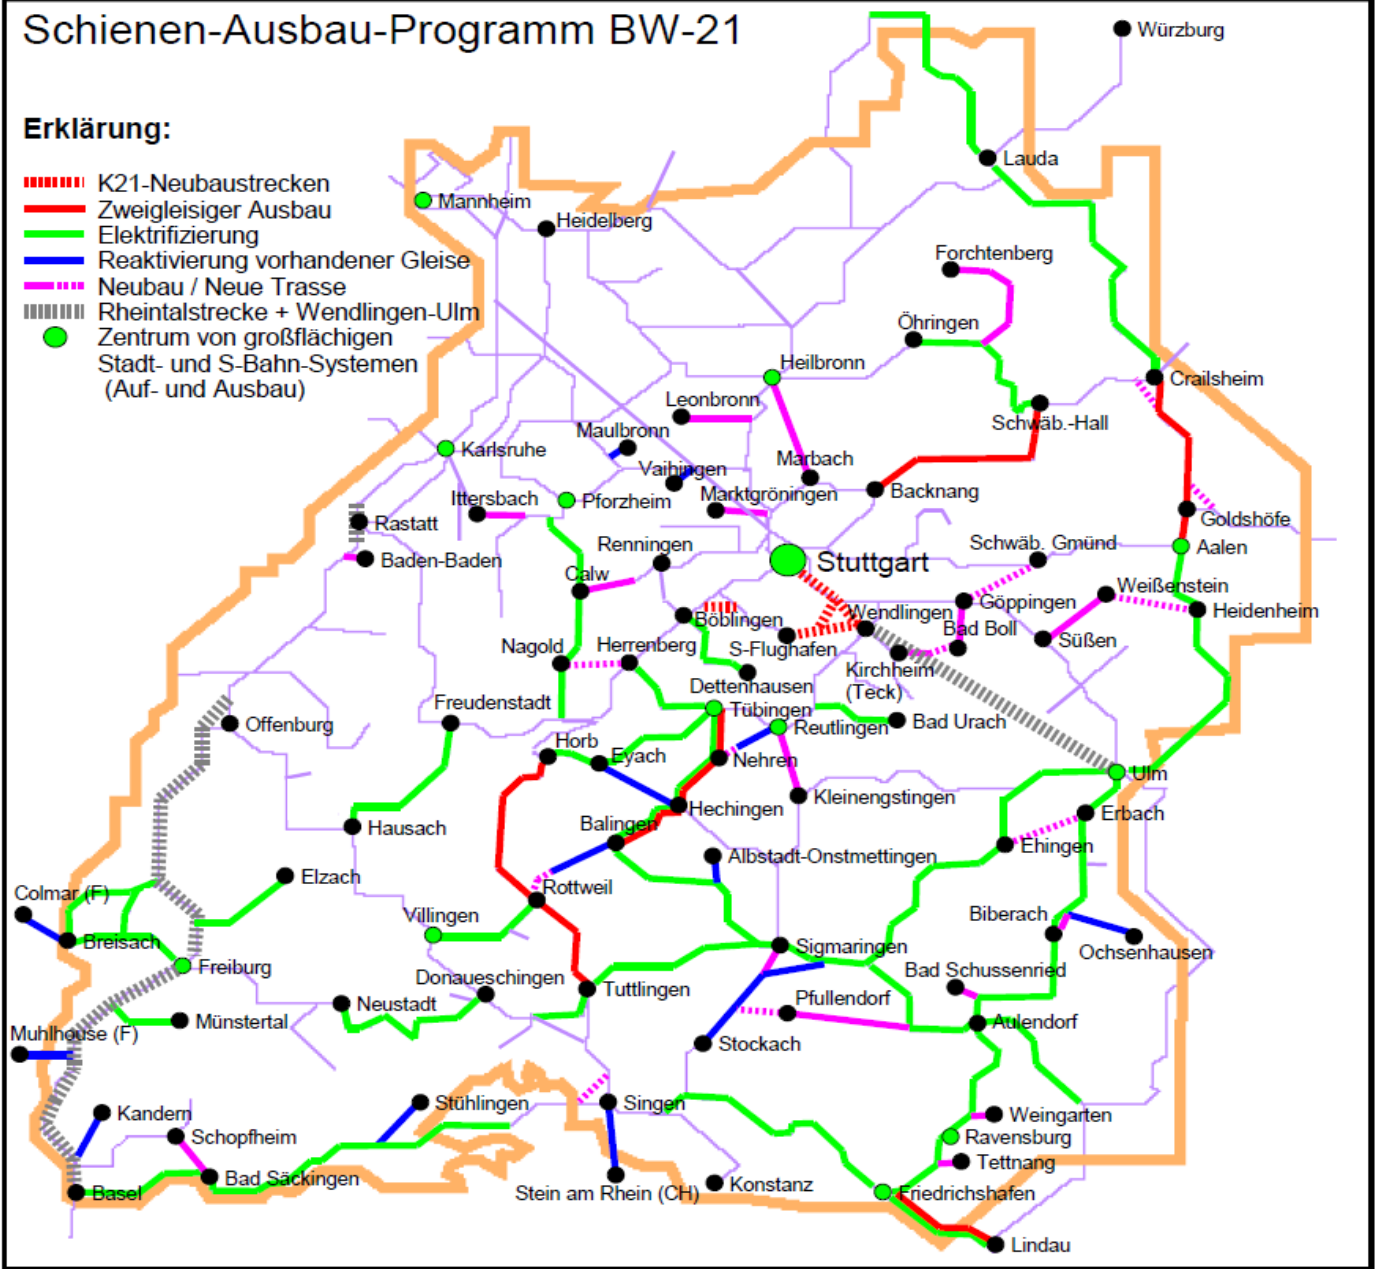 Schienen-Ausbau-Programm BW-21
Erklärung:
K21-Neubaustrecken
Zweigleisiger Ausbau
Elektrifizierung
Reaktivierung vorhandener Gleise
Neubau / Neue Trasse
Rheintalstrecke + Wendlingen-Ulm
Zentrum von großflächigen
Stadt- und S-Bahn-Systemen
(Auf- und Ausbau)
Würzburg
Lauda
Mannheim
Heidelberg
Forchtenberg
Öhringen
Heilbronn
Crailsheim
Leonbronn
Schwäb.-Hall
Maulbronn
Karlsruhe
Marbach
Vaihingen
Backnang
Ittersbach
Pforzheim
Marktgröningen
Goldshöfe
Rastatt
Renningen
Schwäb. Gmünd
Aalen
Baden-Baden
Stuttgart
Calw
Weißenstein
Göppingen
Heidenheim
Wendlingen
Böblingen
Bad Boll
Süßen
Nagold
Herrenberg
S-Flughafen
Kirchheim
(Teck)
Dettenhausen
Freudenstadt
Tübingen
Bad Urach
Offenburg
Reutlingen
Horb
Eyach
Nehren
Ulm
Kleinengstingen
Hechingen
Erbach
Hausach
Balingen
Ehingen
Albstadt-Onstmettingen
Elzach
Colmar (F)
Rottweil
Villingen
Biberach
Breisach
Sigmaringen
Ochsenhausen
Freiburg
Donaueschingen
Bad Schussenried
Tuttlingen
Neustadt
Pfullendorf
Münstertal
Aulendorf
Muhlhouse (F)
Stockach
Kandern
Stühlingen
Singen
Weingarten
Schopfheim
Ravensburg
Tettnang
Bad Säckingen
Basel
Stein am Rhein (CH)
Konstanz
Friedrichshafen
Lindau